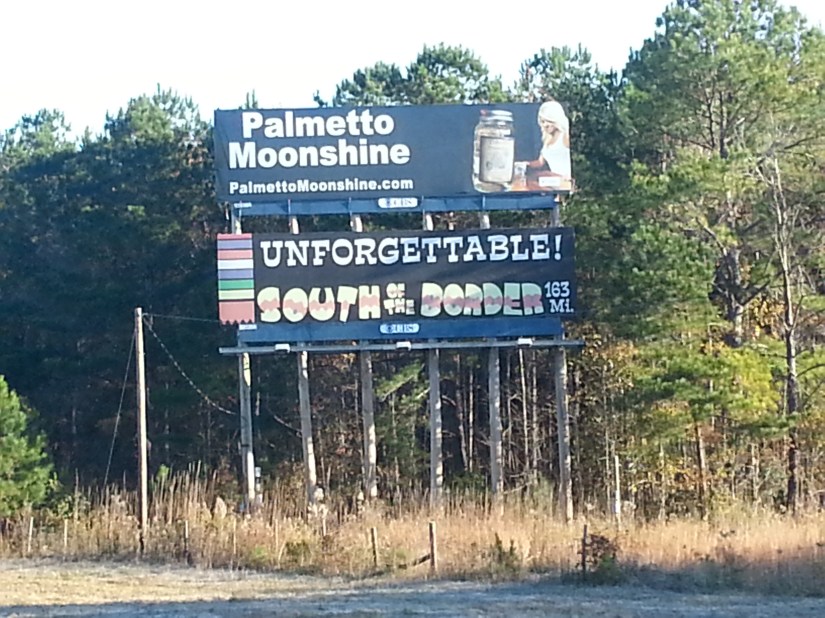 Palmetto
Moonshine
PalmettoMoonshine.com
UNFORGETTABLE!
SOUTH OF THE BORDER 163 Mi.